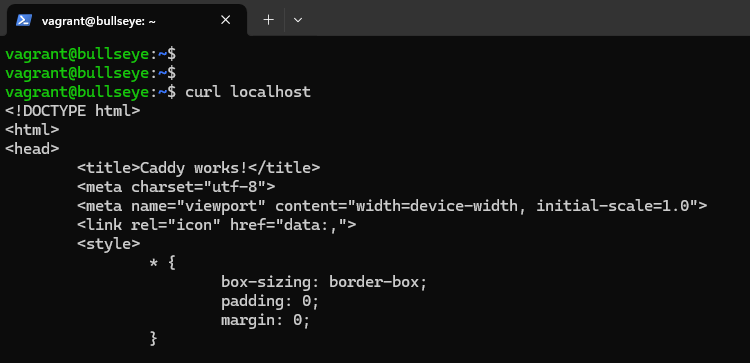 vagrant@bullseye: ~
vagrant@bullseye:~$
vagrant@bullseye:~$
vagrant@bullseye:~$ curl localhost
<!DOCTYPE html>
<html>
<head>
        <title>Caddy works!</title>
        <meta charset="utf-8">
        <meta name="viewport" content="width=device-width, initial-scale=1.0">
        <link rel="icon" href="data:,">
        <style>
                * {
                        box-sizing: border-box;
                        padding: 0;
                        margin: 0;
                }